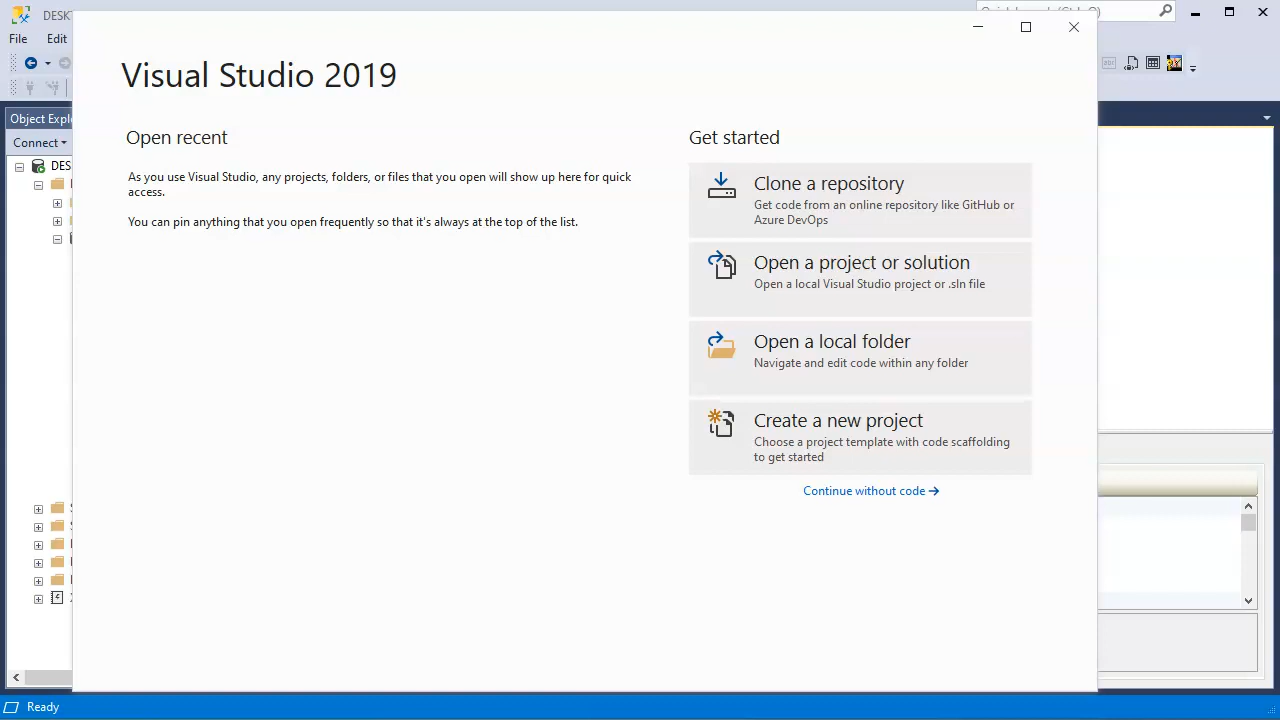 DESK
File Edit
Object Explo
Connect
DES
Ready
Visual Studio 2019
Open recent
As you use Visual Studio, any projects, folders, or files that you open will show up here for quick
access.
You can pin anything that you open frequently so that it's always at the top of the list.
Get started
Clone a repository
Get code from an online repository like GitHub or
Azure DevOps
Open a project or solution
Open a local Visual Studio project or .sln file
Open a local folder
Navigate and edit code within any folder
Create a new project
Choose a project template with code scaffolding
to get started
Continue without code